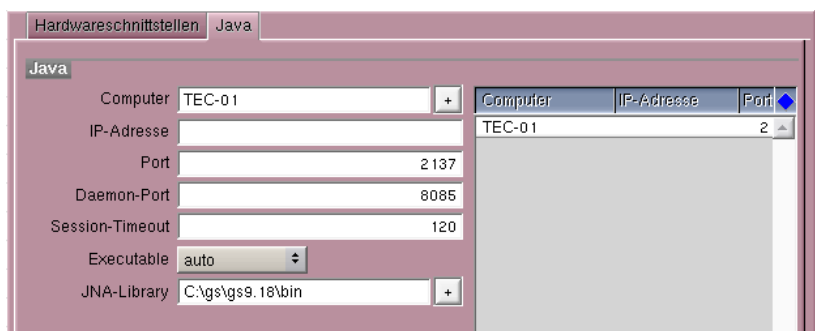 Hardwareschnittstellen Java
Java
Computer TEC-01 +
IP-Adresse
Port 2137
Daemon-Port 8085
Session-Timeout 120
Executable auto
JNA-Library C:\gs\gs9.18\bin +
Computer IP-Adresse Port
TEC-01 2